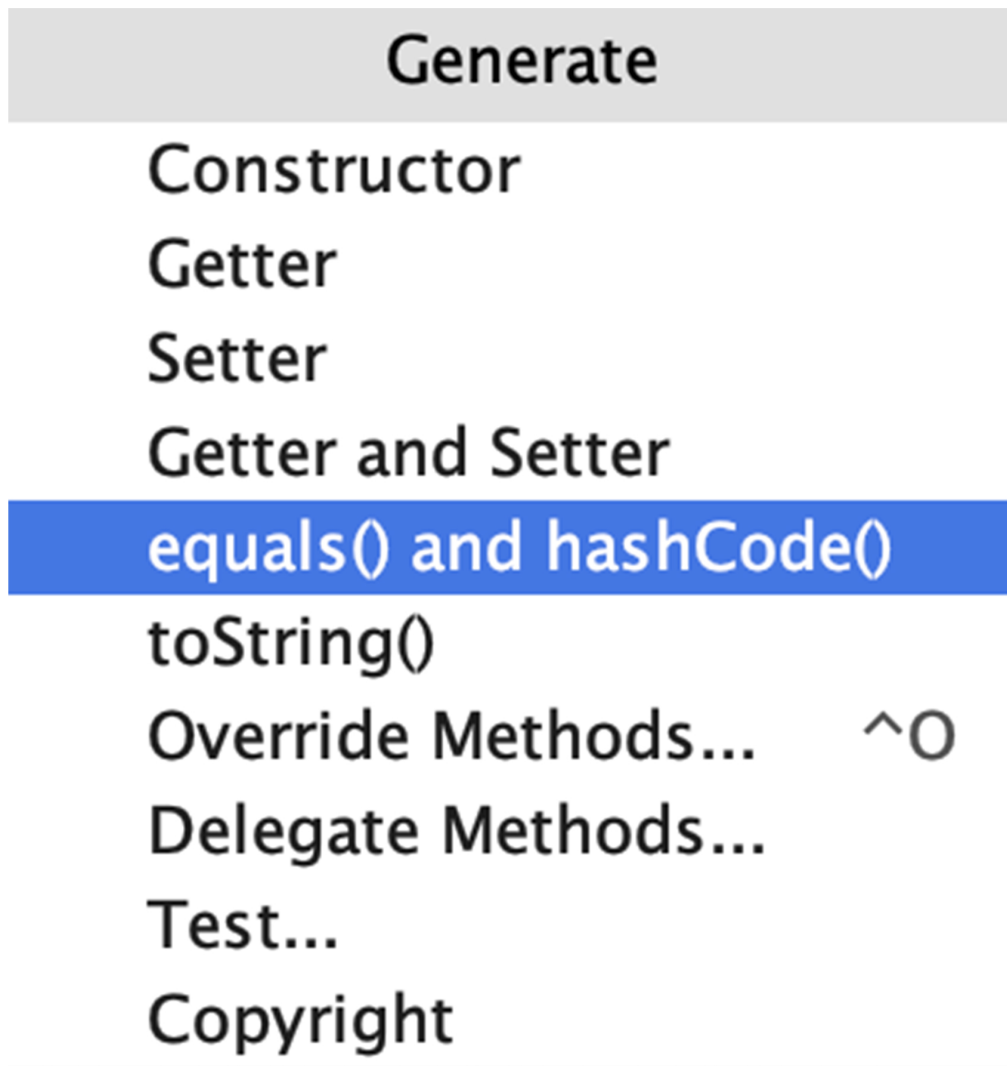 Generate
Constructor
Getter
Setter
Getter and Setter
equals() and hashCode()
toString()
Override Methods... ^O
Delegate Methods...
Test...
Copyright